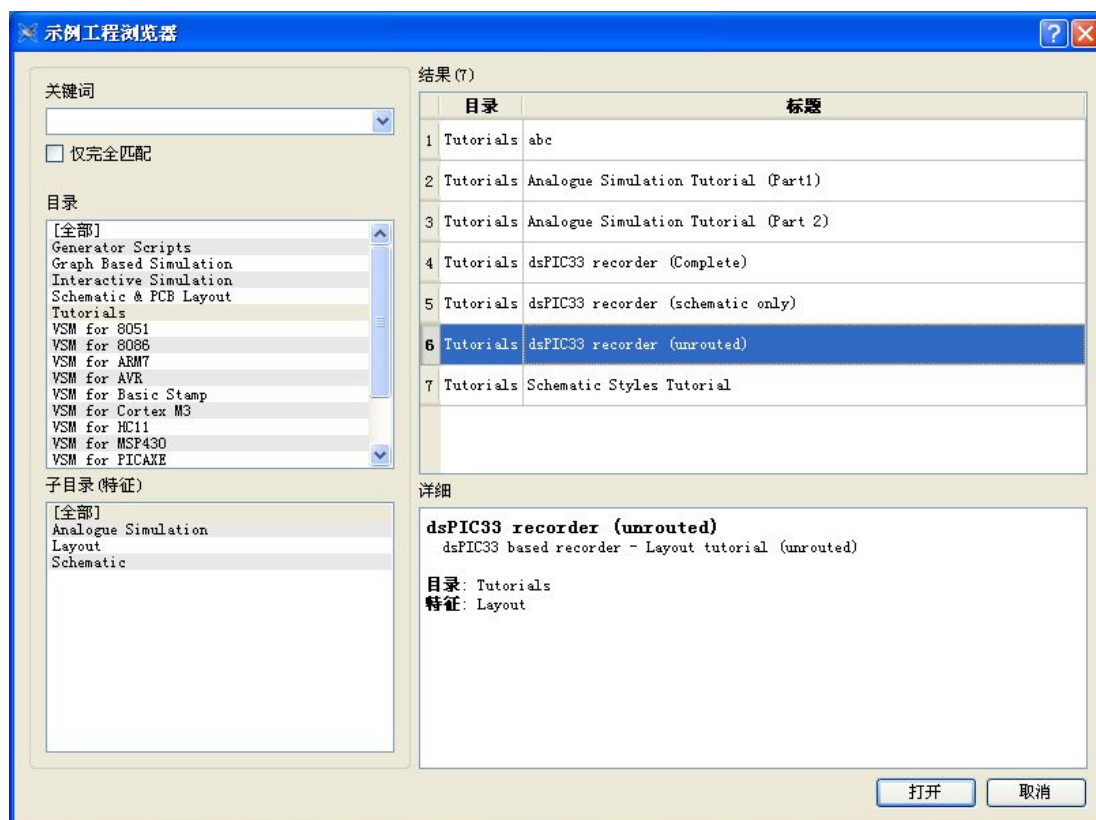 示例工程浏览器
关键词
仅完全匹配
目录
[全部]
Generator Scripts
Graph Based Simulation
Interactive Simulation
Schematic & PCB Layout
Tutorials
VSM for 8051
VSM for 8086
VSM for ARM7
VSM for AVR
VSM for Basic Stamp
VSM for Cortex M3
VSM for HC11
VSM for MSP430
VSM for PICAXE
子目录(特征)
[全部]
Analogue Simulation
Layout
Schematic
结果(7)
目录 标题
1 Tutorials abc
2 Tutorials Analogue Simulation Tutorial (Part1)
3 Tutorials Analogue Simulation Tutorial (Part 2)
4 Tutorials dsPIC33 recorder (Complete)
5 Tutorials dsPIC33 recorder (schematic only)
6 Tutorials dsPIC33 recorder (unrouted)
7 Tutorials Schematic Styles Tutorial
详细
dsPIC33 recorder (unrouted)
dsPIC33 based recorder - Layout tutorial (unrouted)
目录: Tutorials
特征: Layout
打开 取消